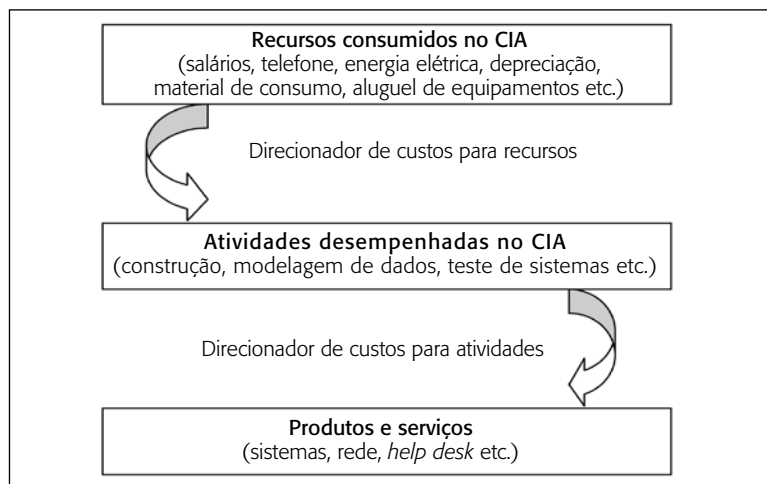 Recursos consumidos no CIA
(salários, telefone, energia elétrica, depreciação,
material de consumo, aluguel de equipamentos etc.)
Direcionador de custos para recursos
Atividades desempenhadas no CIA
(construção, modelagem de dados, teste de sistemas etc.)
Direcionador de custos para atividades
Produtos e serviços
(sistemas, rede, help desk etc.)